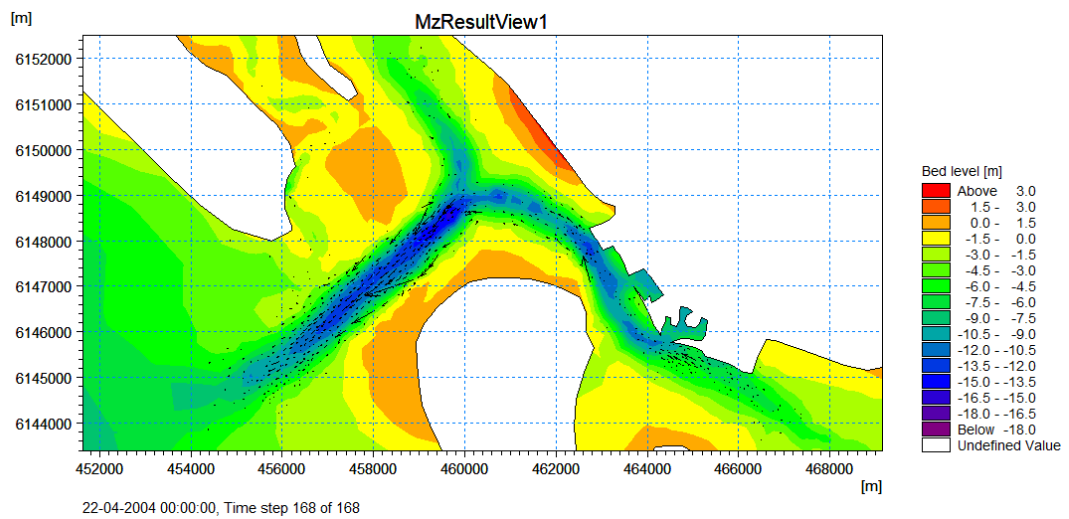 MzResultView1
[m]
6152000
6151000
6150000
6149000
6148000
6147000
6146000
6145000
6144000
452000 454000 456000 458000 460000 462000 464000 466000 468000
[m]
22-04-2004 00:00:00, Time step 168 of 168
Bed level [m]
Above 3.0
1.5 - 3.0
0.0 - 1.5
-1.5 - 0.0
-3.0 - -1.5
-4.5 - -3.0
-6.0 - -4.5
-7.5 - -6.0
-9.0 - -7.5
-10.5 - -9.0
-12.0 - -10.5
-13.5 - -12.0
-15.0 - -13.5
-16.5 - -15.0
-18.0 - -16.5
Below -18.0
Undefined Value